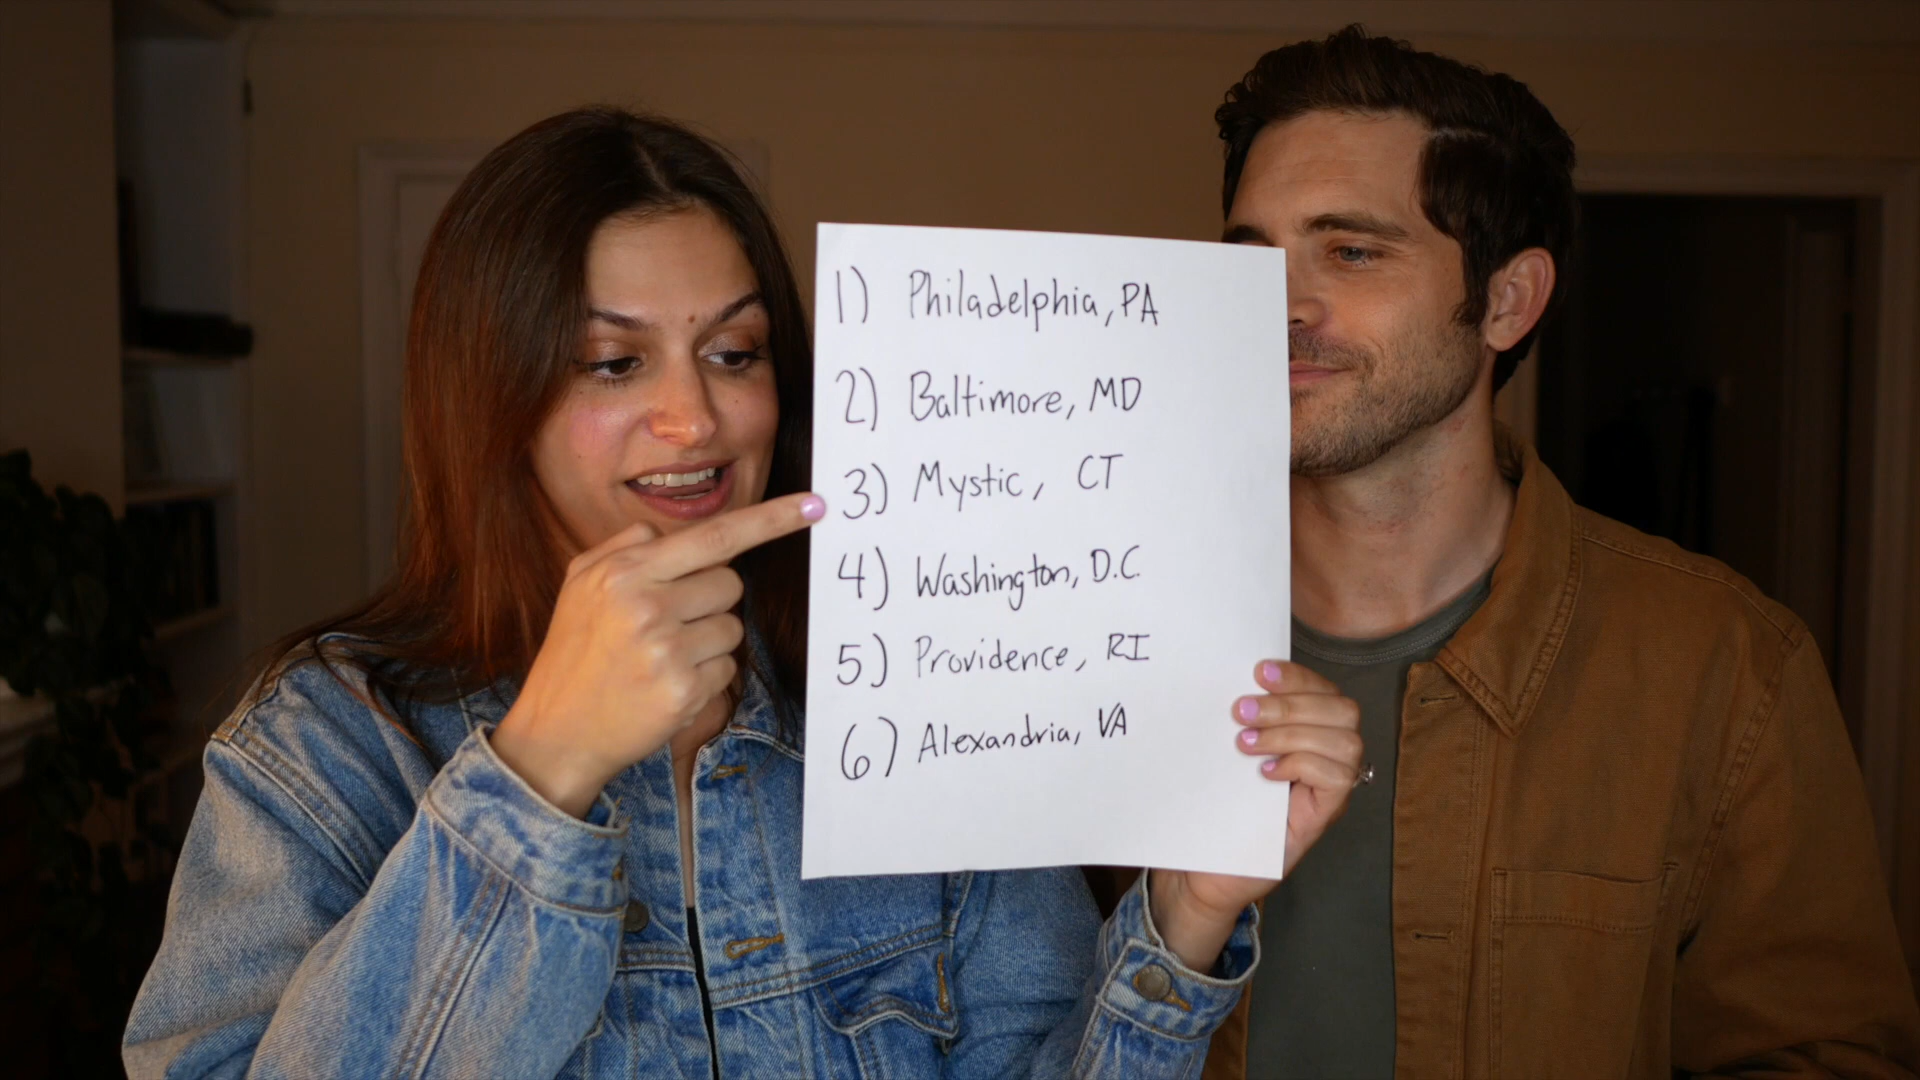 1) Philadelphia, PA
2) Baltimore, MD
3) Mystic, CT
4) Washington, D.C.
5) Providence, RI
6) Alexandria, VA